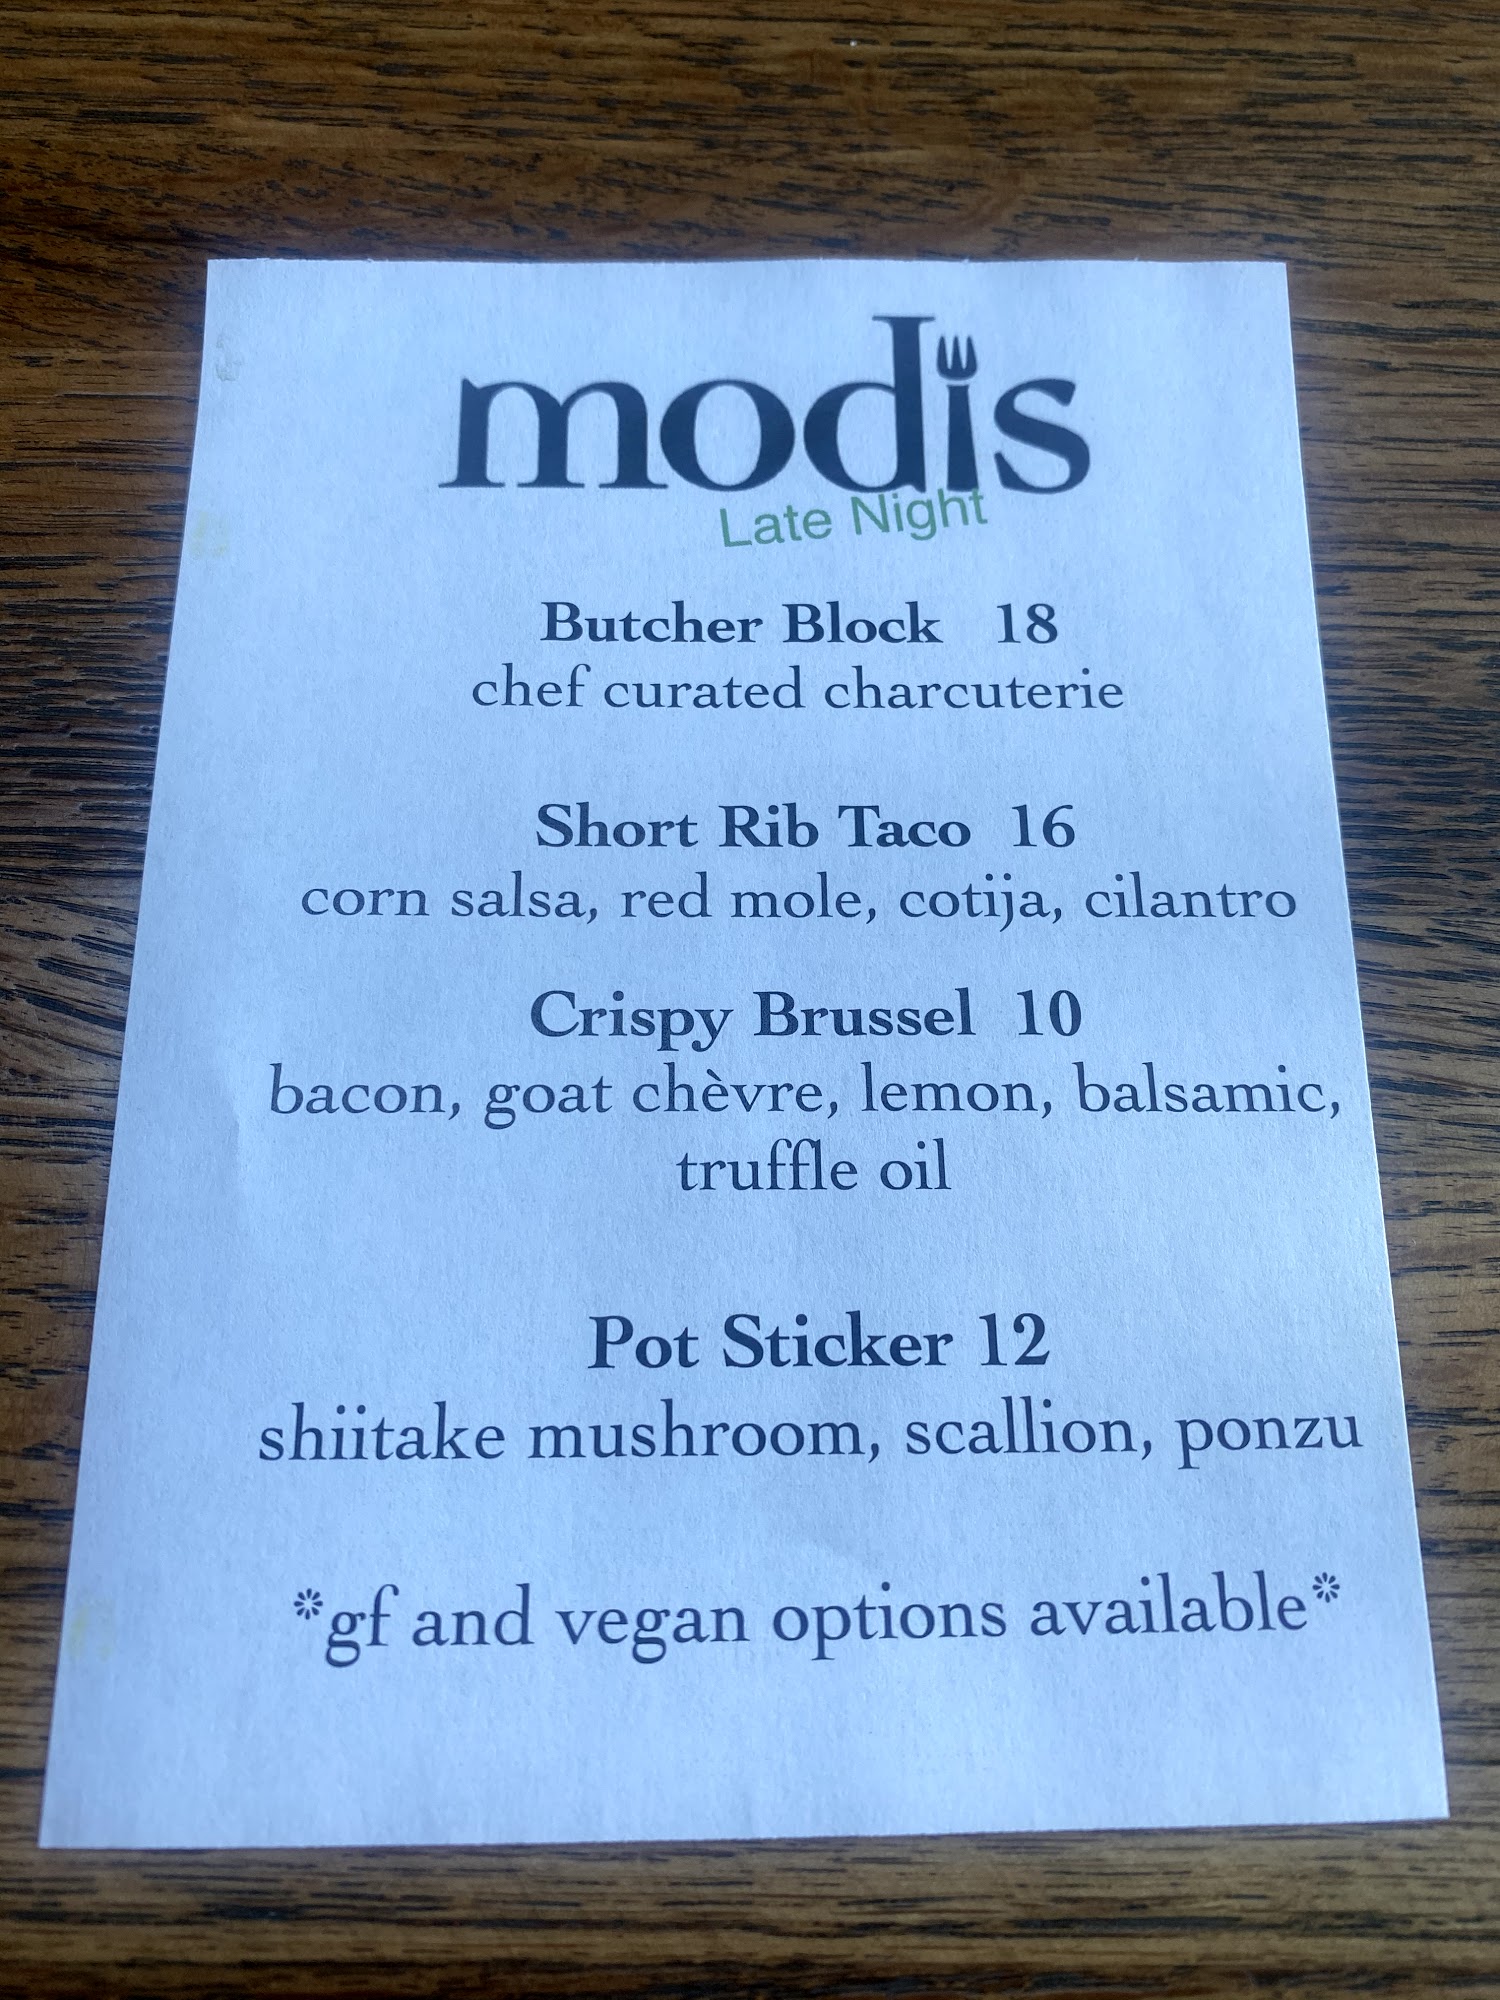 modis
Late Night
Butcher Block 18
chef curated charcuterie
Short Rib Taco 16
corn salsa, red mole, cotija, cilantro
Crispy Brussel 10
bacon, goat chèvre, lemon, balsamic,
truffle oil
Pot Sticker 12
shiitake mushroom, scallion, ponzu
*gf and vegan options available*